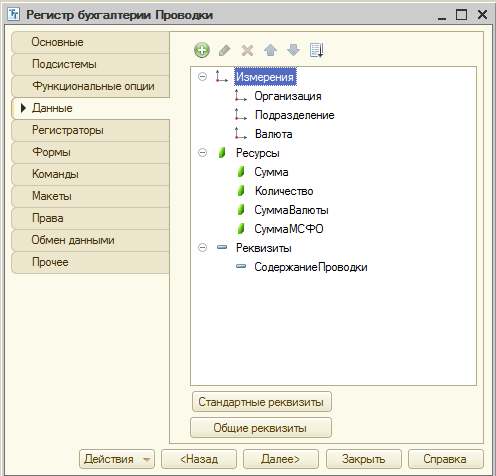 Регистр бухгалтерии Проводки
Основные
Подсистемы
Функциональные опции
Данные
Регистраторы
Формы
Команды
Макеты
Права
Обмен данными
Прочее
Измерения
Организация
Подразделение
Валюта
Ресурсы
Сумма
Количество
СуммаВалюты
СуммаМСФО
Реквизиты
СодержаниеПроводки
Стандартные реквизиты
Общие реквизиты
Действия
<Назад
Далее>
Закрыть
Справка